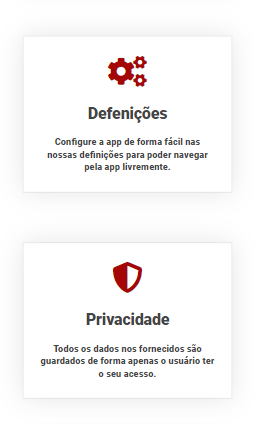 Defenições
Configure a app de forma fácil nas
nossas definições para poder navegar
pela app livremente.
Privacidade
Todos os dados nos fornecidos são
guardados de forma apenas o usuário ter
o seu acesso.